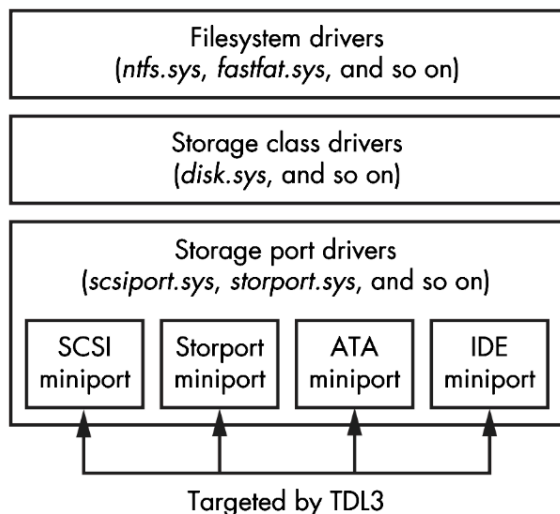 Filesystem drivers
(ntfs.sys, fastfat.sys, and so on)
Storage class drivers
(disk.sys, and so on)
Storage port drivers
(scsiport.sys, storport.sys, and so on)
SCSI
miniport
Storport
miniport
ATA
miniport
IDE
miniport
Targeted by TDL3